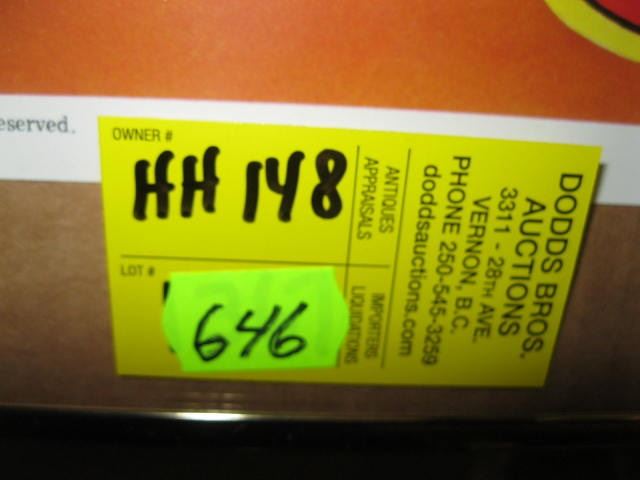 eserved.
OWNER #
HH 148
LOT #
646
ANTIQUES
APPRAISALS
IMPORTERS
LIQUIDATIONS
DODDS BROS.
AUCTIONS
3311 - 28TH AVE.
VERNON, B.C.
PHONE 250-545-3259
doddsauctions.com